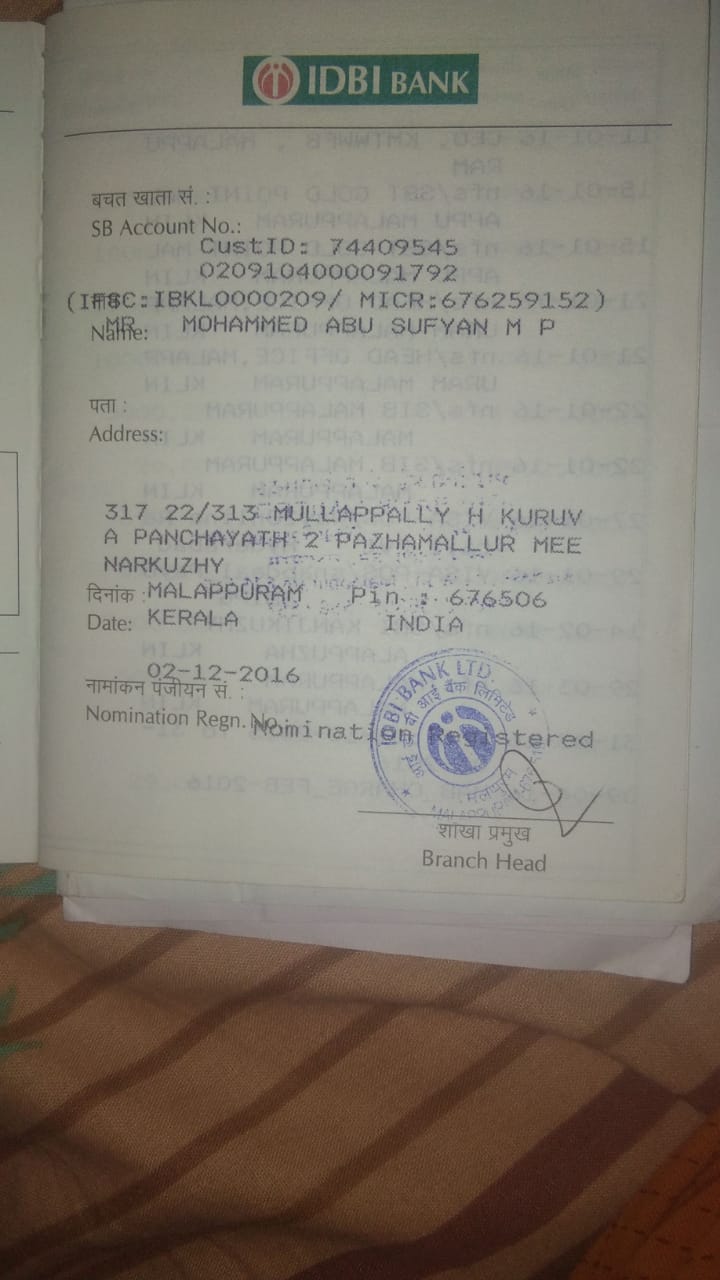 IDBI BANK
बचत खाता सं. :
SB Account No.:
CustID: 74409545
0209104000091792
(IFSC:IBKL0000209/ MICR:676259152)
Name: MR MOHAMMED ABU SUFYAN M P
पता :
Address:
317 22/313 MULLAPPALLY H KURUV
A PANCHAYATH 2 PAZHAMALLUR MEE
NARKUZHY
दिनांक : MALAPPURAM Pin : 676506
Date: KERALA INDIA
02-12-2016
नामांकन पंजीयन सं. :
Nomination Regn. No.: Nomination Registered
IDBI BANK LTD.
आई डी बी आई बैंक लिमिटेड
शाखा प्रमुख
Branch Head